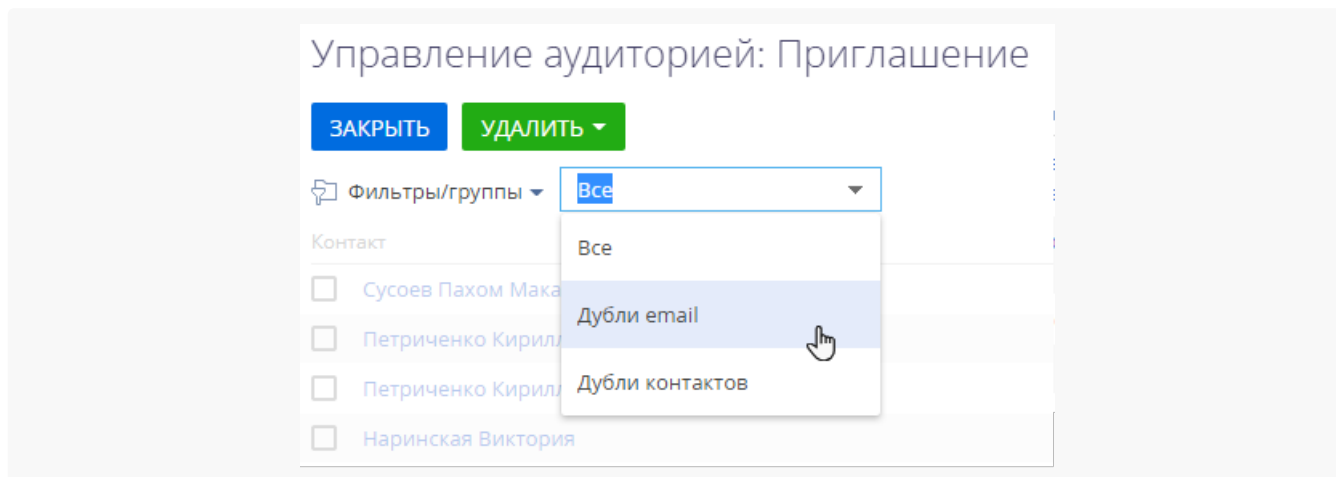 Управление аудиторией: Приглашение
ЗАКРЫТЬ УДАЛИТЬ
Фильтры/группы Все
Контакт Все
Сусоев Пахом Мака
Дубли email
Петриченко Кирилл
Петриченко Кирилл Дубли контактов
Наринская Виктория